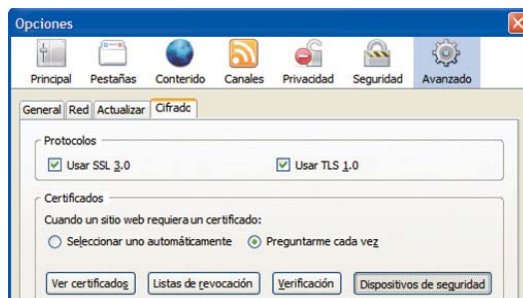 Opciones
Principal Pestañas Contenido Canales Privacidad Seguridad Avanzado
General Red Actualizar Cifrado
Protocolos
Usar SSL 3.0 Usar TLS 1.0
Certificados
Cuando un sitio web requiera un certificado:
Seleccionar uno automáticamente Preguntarme cada vez
Ver certificados Listas de revocación Verificación Dispositivos de seguridad